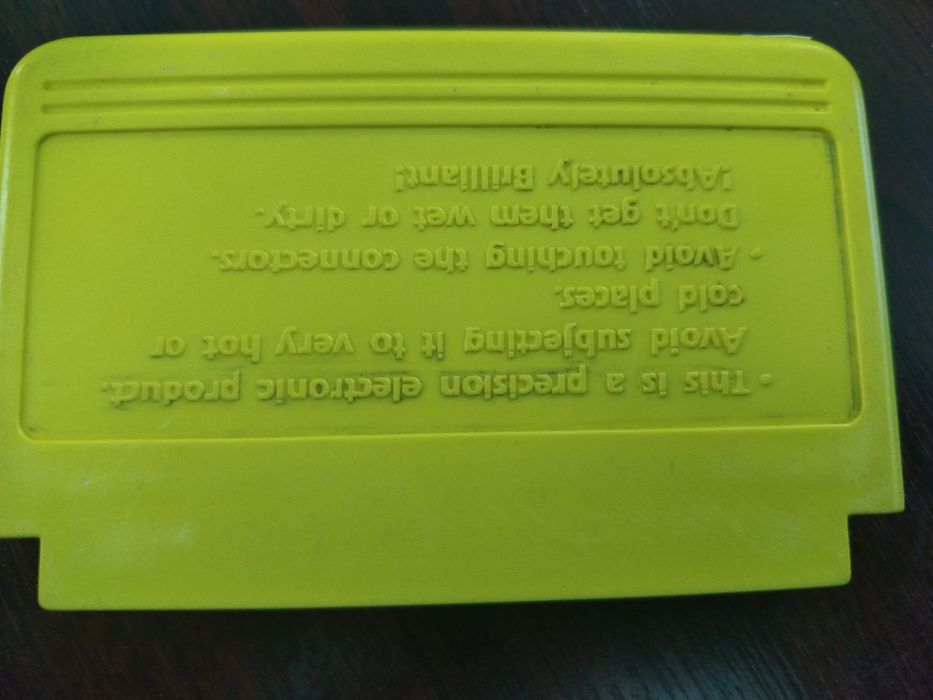 • This is a precision electronic product.
Avoid subjecting it to very hot or
cold places.
• Avoid touching the connectors.
Don't get them wet or dirty.
!Absolutely Brilliant!